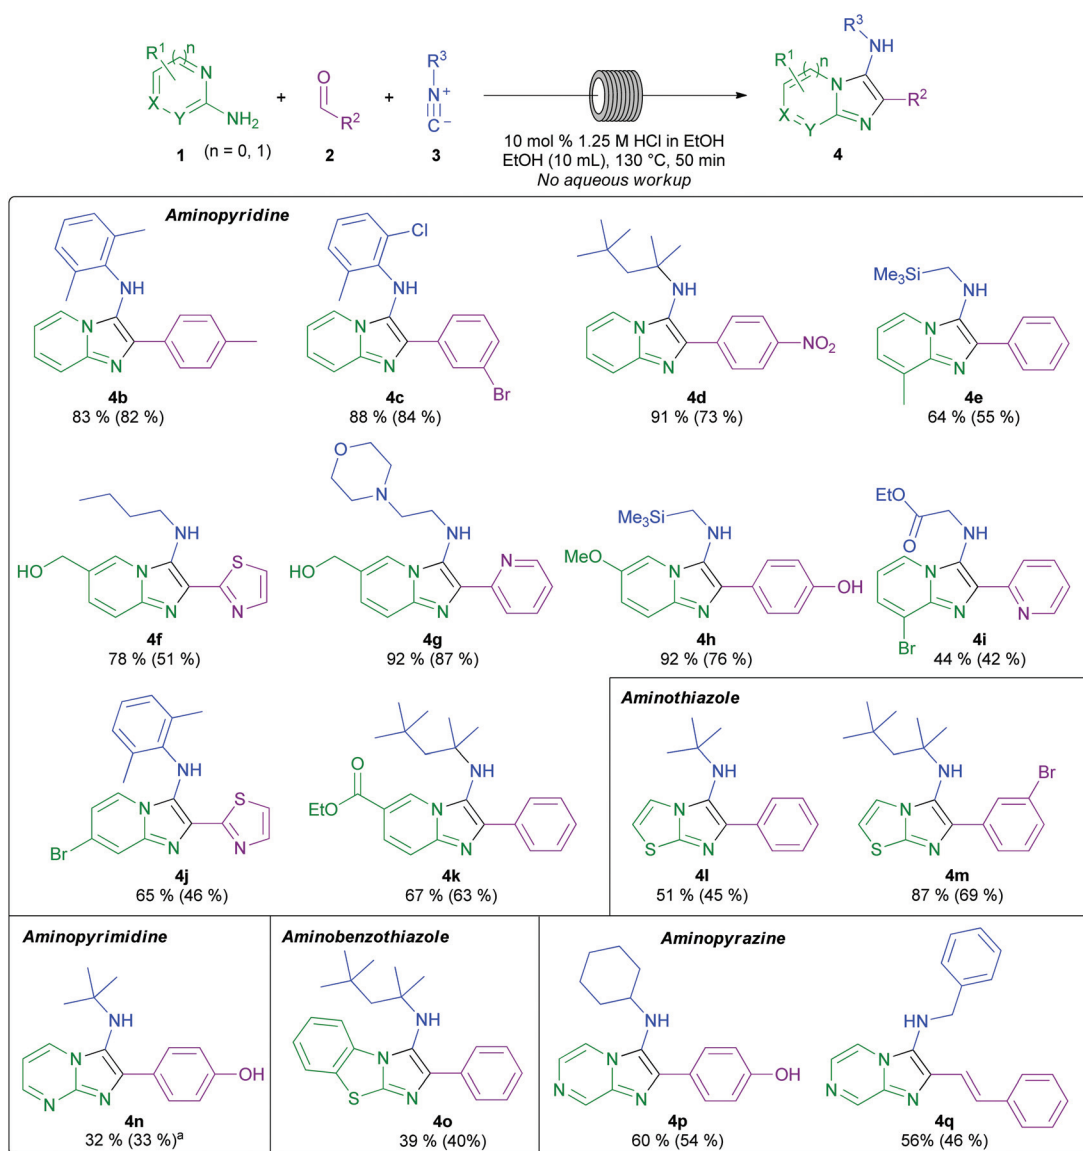 R1
( )n
N
X
Y
NH2
1 (n = 0, 1)
+
O
R2
2
+
R3
N+
C−
3
10 mol % 1.25 M HCl in EtOH
EtOH (10 mL), 130 °C, 50 min
No aqueous workup
R3
NH
R1
( )n
N
R2
X
Y
N
4
Aminopyridine
NH
N
N
4b
83 % (82 %)
Cl
NH
N
N
Br
4c
88 % (84 %)
NH
N
N
NO2
4d
91 % (73 %)
Me3Si
NH
N
N
4e
64 % (55 %)
NH
HO
N
S
N
N
4f
78 % (51 %)
O
N
NH
HO
N
N
N
4g
92 % (87 %)
Me3Si
NH
MeO
N
N
OH
4h
92 % (76 %)
EtO
O
NH
N
N
N
Br
4i
44 % (42 %)
NH
N
S
Br
N
N
4j
65 % (46 %)
O
EtO
NH
N
N
4k
67 % (63 %)
Aminothiazole
NH
N
S
N
4l
51 % (45 %)
NH
Br
N
S
N
4m
87 % (69 %)
Aminopyrimidine
NH
N
N
N
OH
4n
32 % (33 %)a
Aminobenzothiazole
NH
N
S
N
4o
39 % (40%)
Aminopyrazine
HN
N
N
N
OH
4p
60 % (54 %)
HN
N
N
N
4q
56% (46 %)